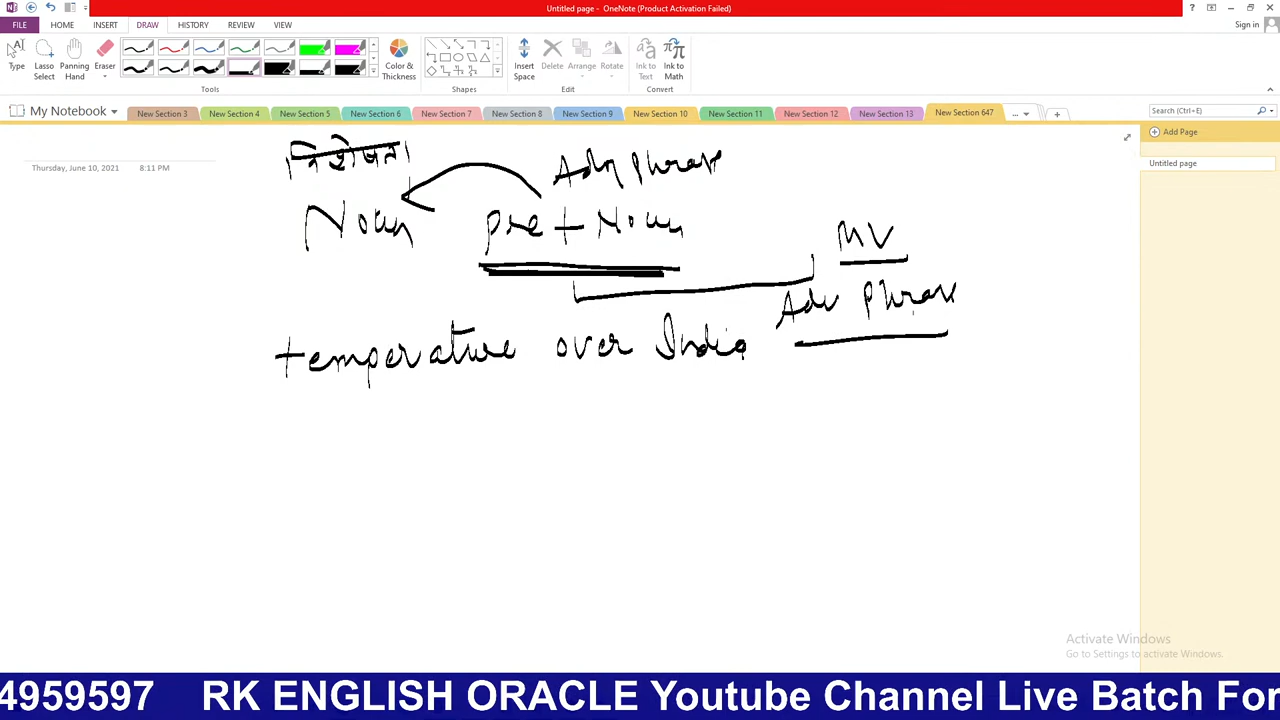 Untitled page - OneNote (Product Activation Failed)
Sign in
FILE HOME INSERT DRAW HISTORY REVIEW VIEW
Type Lasso Select Panning Hand Eraser Color & Thickness Insert Space Delete Arrange Rotate Ink to Text Ink to Math
Tools Shapes Edit Convert
My Notebook New Section 3 New Section 4 New Section 5 New Section 6 New Section 7 New Section 8 New Section 9 New Section 10 New Section 11 New Section 12 New Section 13 New Section 647 ... Search (Ctrl+E)
Add Page
Untitled page
Thursday, June 10, 2021 8:11 PM
Adj Phrase
Noun Pre + Noun
MV
Adv Phrase
temperature over India
Activate Windows
Go to Settings to activate Windows.
4959597 RK ENGLISH ORACLE Youtube Channel Live Batch For